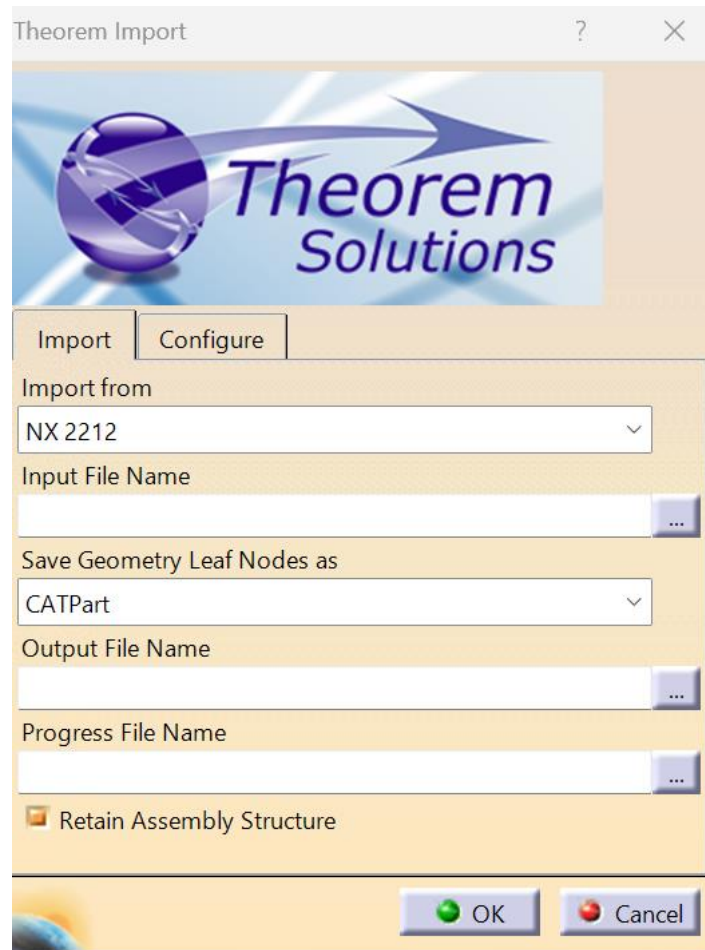 Theorem Import
?
Theorem
Solutions
Import
Configure
Import from
NX 2212
Input File Name
...
Save Geometry Leaf Nodes as
CATPart
Output File Name
...
Progress File Name
...
Retain Assembly Structure
OK
Cancel